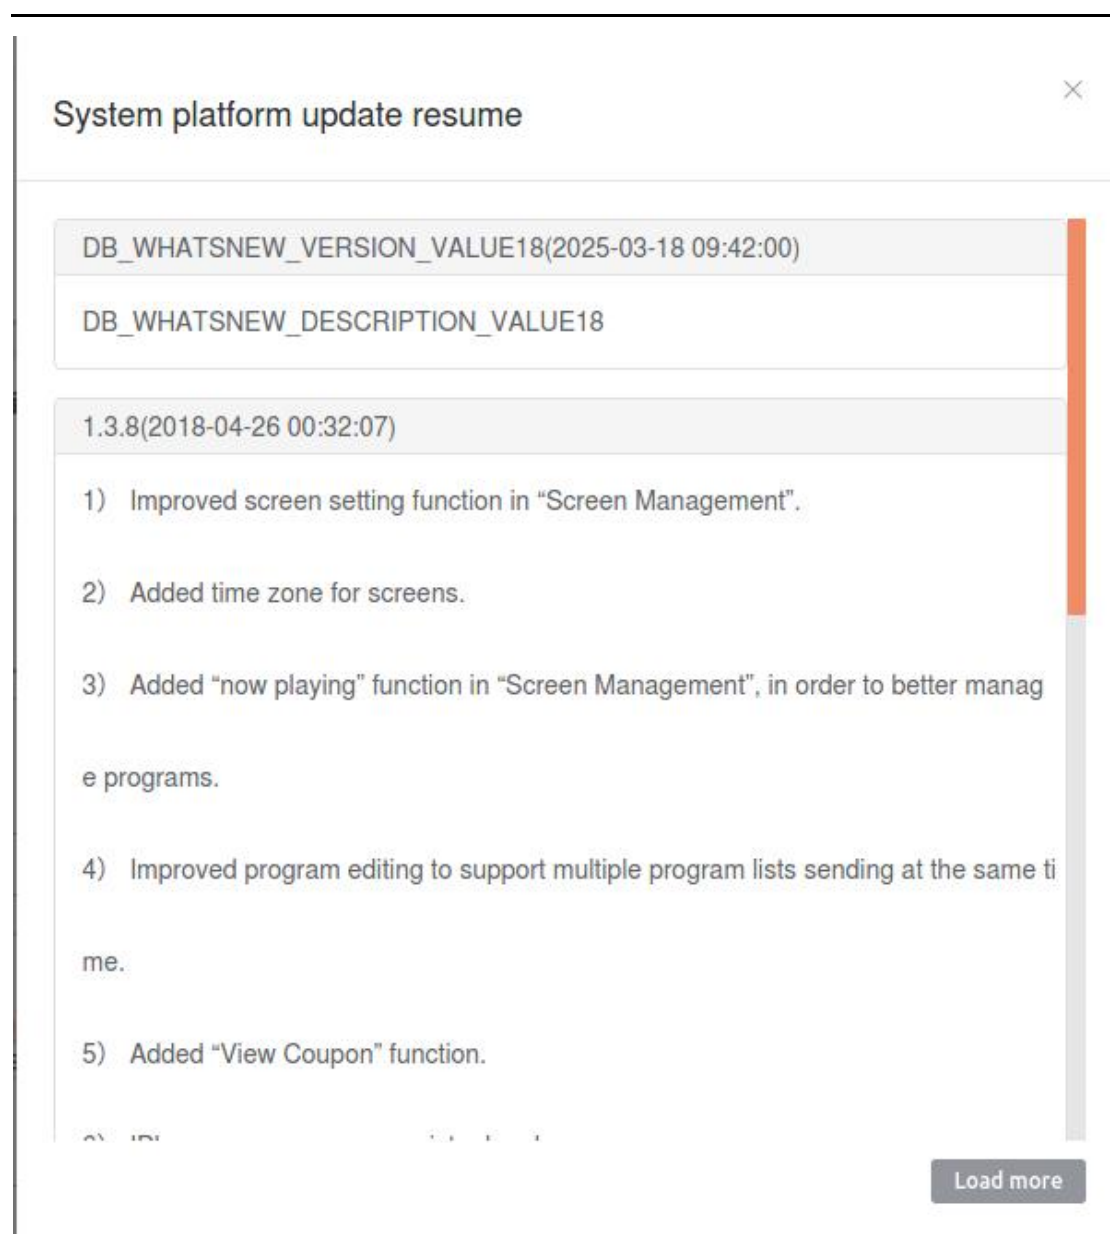 System platform update resume
DB_WHATSNEW_VERSION_VALUE18(2025-03-18 09:42:00)
DB_WHATSNEW_DESCRIPTION_VALUE18
1.3.8(2018-04-26 00:32:07)
1） Improved screen setting function in “Screen Management”.
2） Added time zone for screens.
3） Added “now playing” function in “Screen Management”, in order to better manag
e programs.
4） Improved program editing to support multiple program lists sending at the same ti
me.
5） Added “View Coupon” function.
Load more